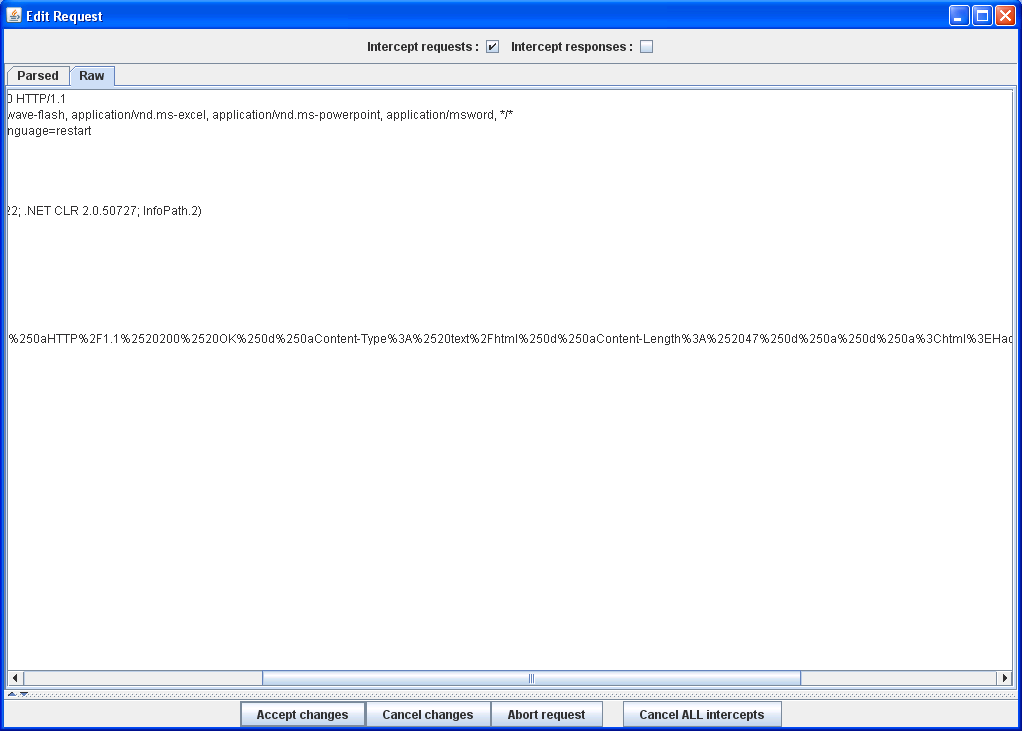 Edit Request
Intercept requests : Intercept responses :
Parsed Raw
0 HTTP/1.1
wave-flash, application/vnd.ms-excel, application/vnd.ms-powerpoint, application/msword, */*
nguage=restart
22; .NET CLR 2.0.50727; InfoPath.2)
%250aHTTP%2F1.1%2520200%2520OK%250d%250aContent-Type%3A%2520text%2Fhtml%250d%250aContent-Length%3A%252047%250d%250a%250d%250a%3Chtml%3EHac
Accept changes Cancel changes Abort request Cancel ALL intercepts